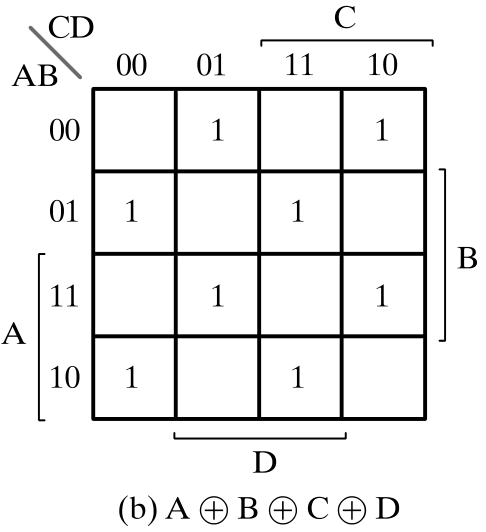 CD
C
AB
00 01 11 10
00 1 1
01 1 1
B
11 1 1
A
10 1 1
D
(b) A ⊕ B ⊕ C ⊕ D